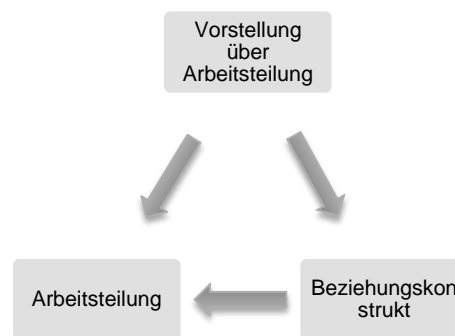 Vorstellung
über
Arbeitsteilung
Arbeitsteilung
Beziehungskon
strukt